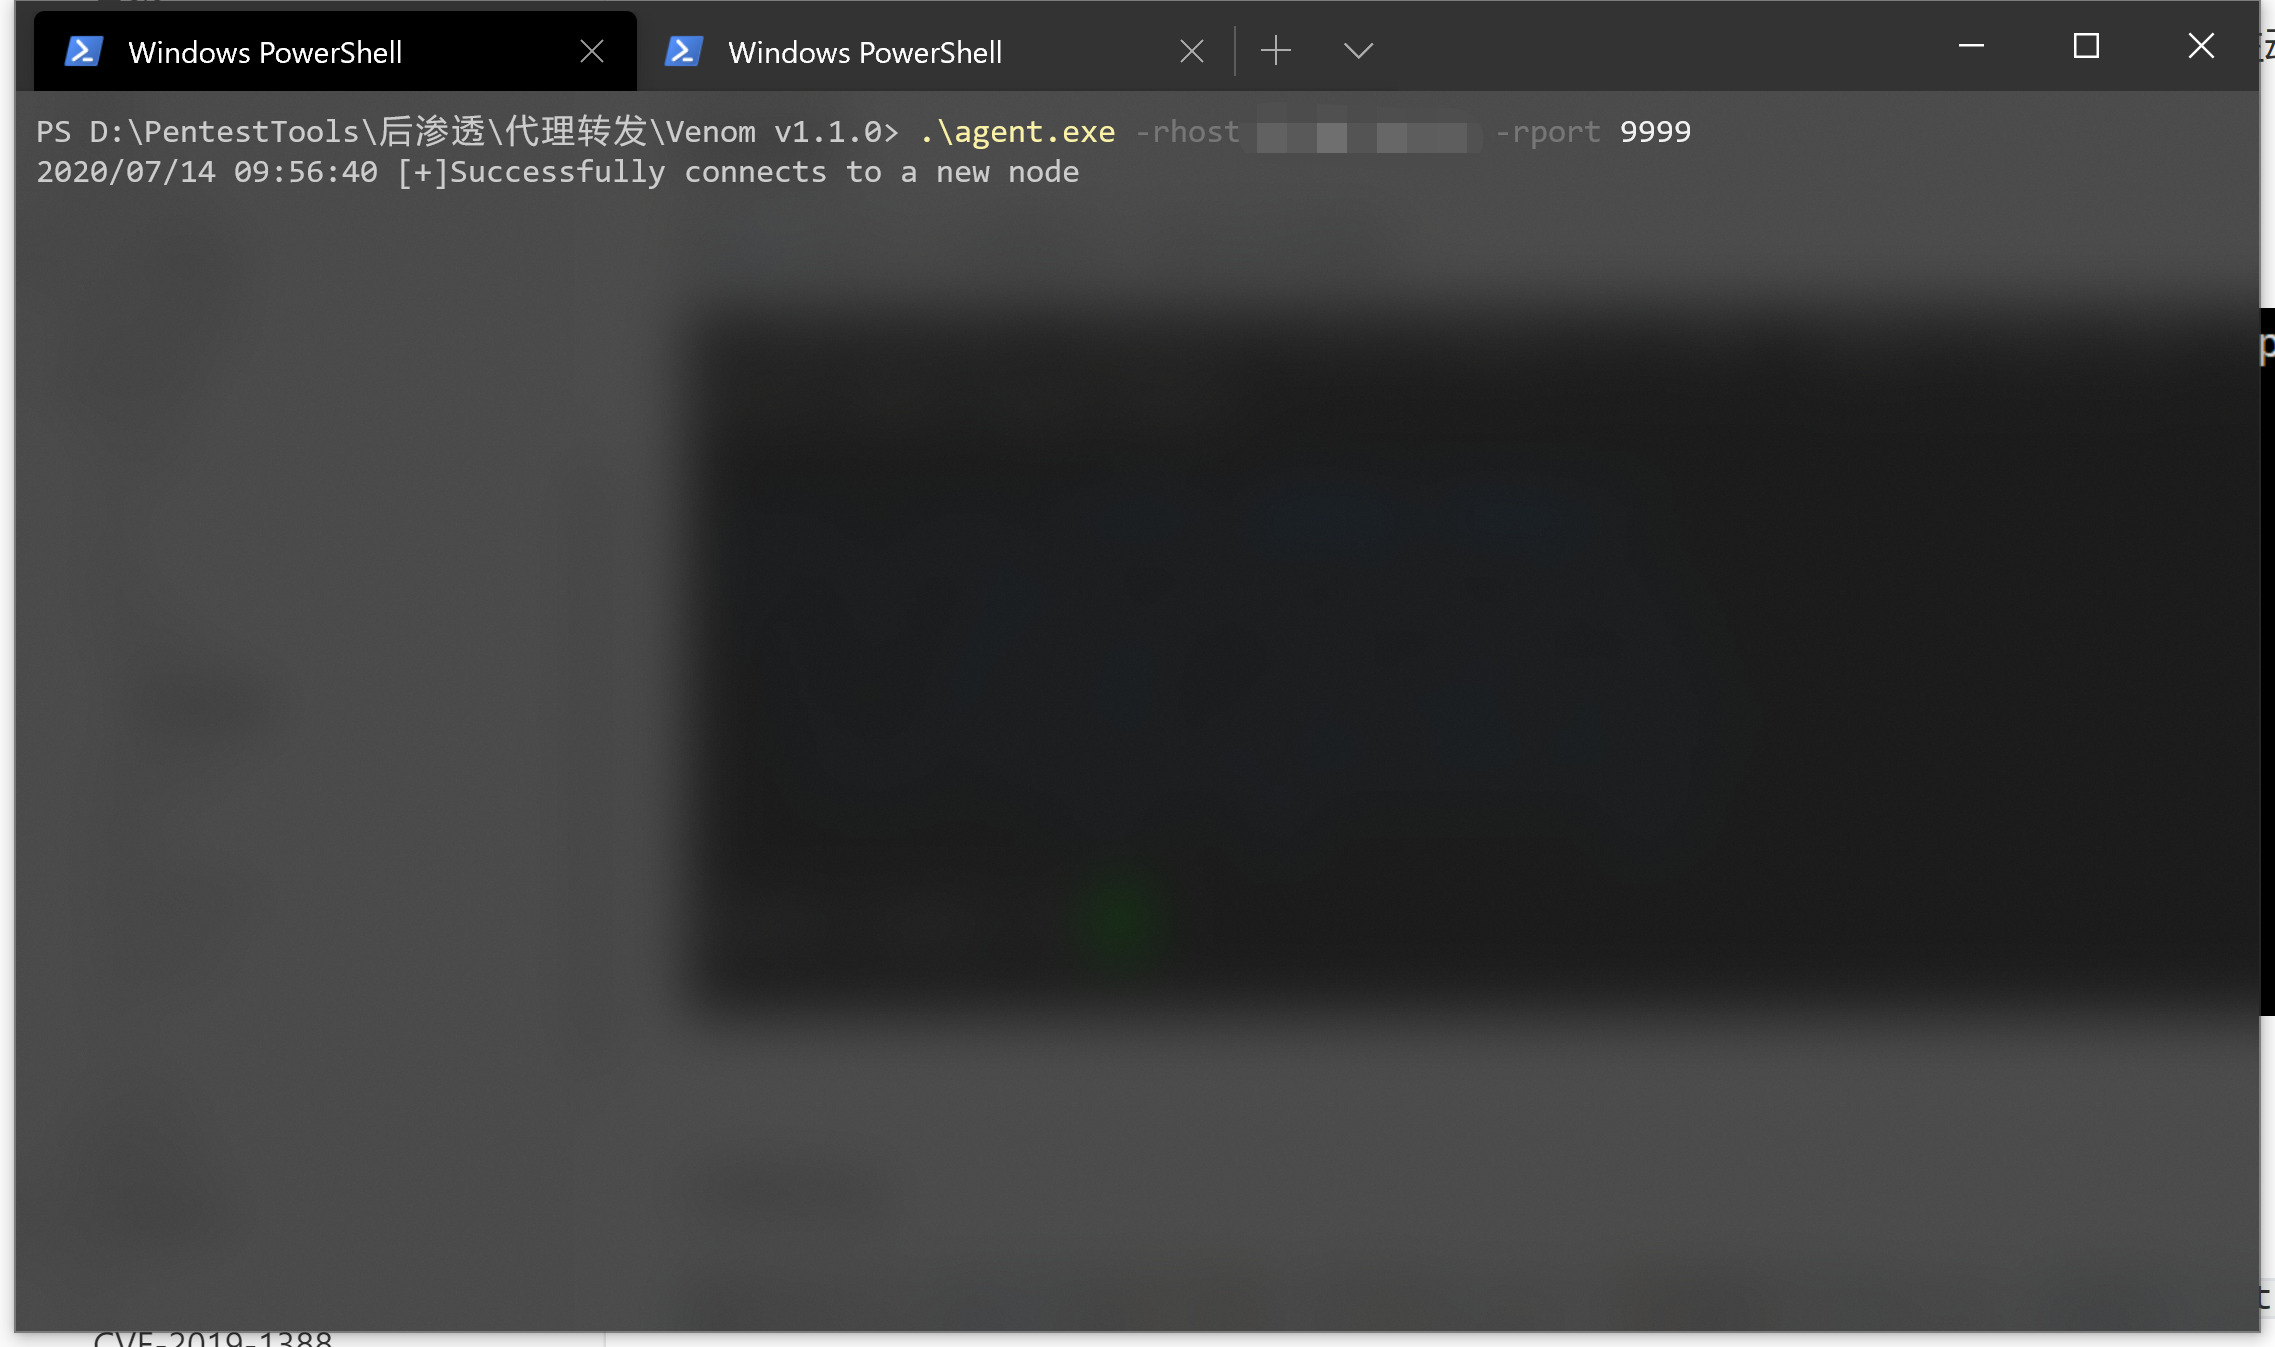 Windows PowerShell
Windows PowerShell
PS D:\PentestTools\后渗透\代理转发\Venom v1.1.0> .\agent.exe -rhost -rport 9999
2020/07/14 09:56:40 [+]Successfully connects to a new node
p
t
CVE-2019-1388